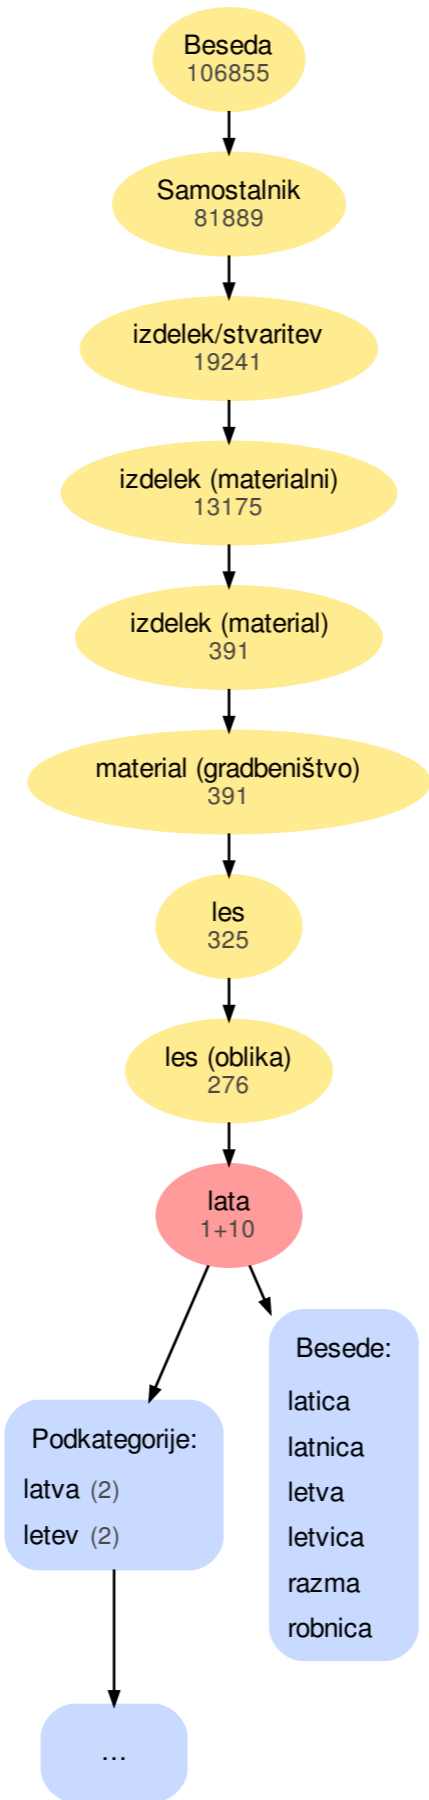 Beseda
106855
Samostalnik
81889
izdelek/stvaritev
19241
izdelek (materialni)
13175
izdelek (material)
391
material (gradbeništvo)
391
les
325
les (oblika)
276
lata
1+10
Besede:
latica
latnica
letva
letvica
razma
robnica
Podkategorije:
latva (2)
letev (2)
...